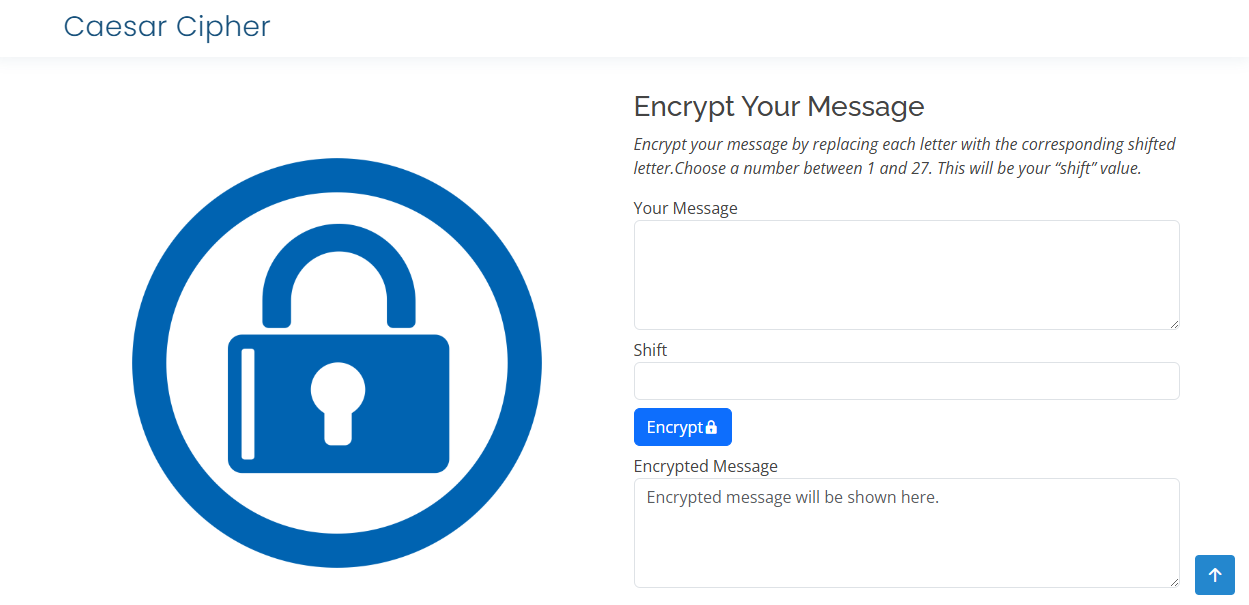 Caesar Cipher
Encrypt Your Message
Encrypt your message by replacing each letter with the corresponding shifted
letter.Choose a number between 1 and 27. This will be your “shift” value.
Your Message
Shift
Encrypt
Encrypted Message
Encrypted message will be shown here.